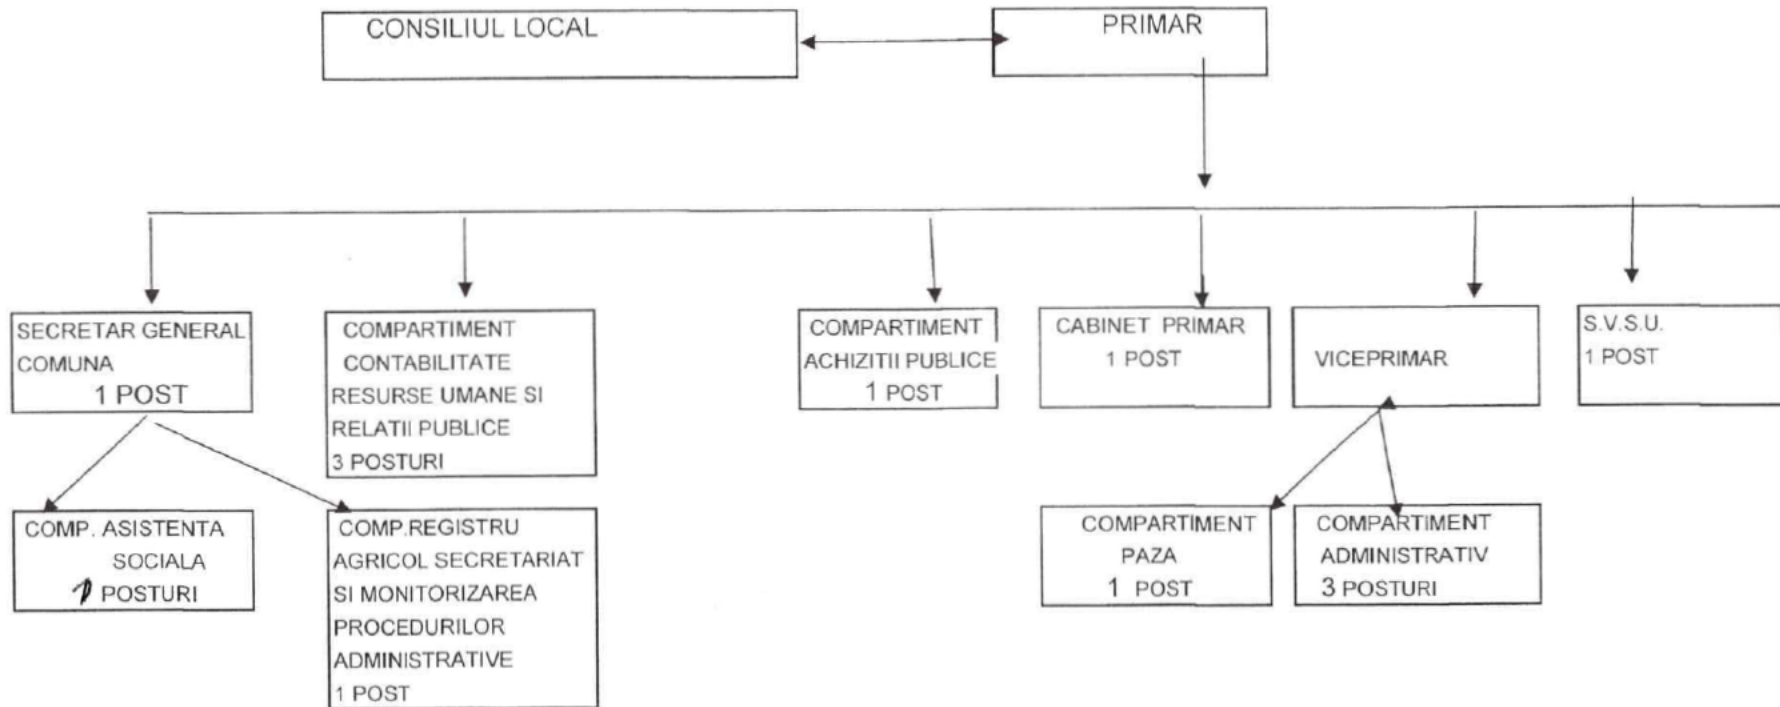 CONSILIUL LOCAL
PRIMAR
SECRETAR GENERAL
COMUNA
1 POST
COMPARTIMENT
CONTABILITATE
RESURSE UMANE SI
RELATII PUBLICE
3 POSTURI
COMPARTIMENT
ACHIZITII PUBLICE
1 POST
CABINET PRIMAR
1 POST
VICEPRIMAR
S.V.S.U.
1 POST
COMP. ASISTENTA
SOCIALA
POSTURI
COMP.REGISTRU
AGRICOL SECRETARIAT
SI MONITORIZAREA
PROCEDURILOR
ADMINISTRATIVE
1 POST
COMPARTIMENT
PAZA
1 POST
COMPARTIMENT
ADMINISTRATIV
3 POSTURI